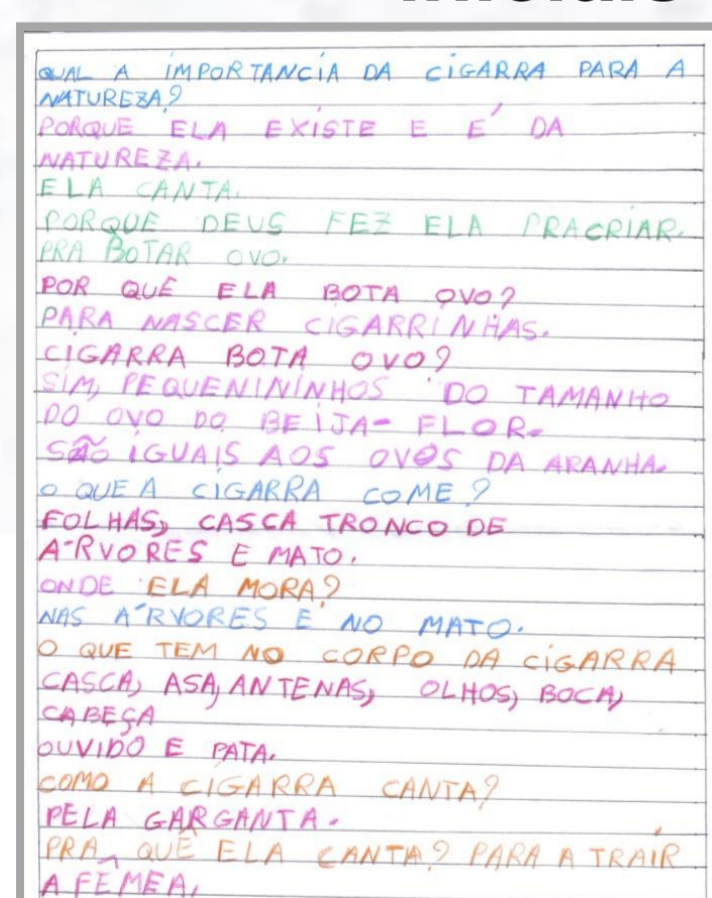 QUAL A IMPORTANCIA DA CIGARRA PARA A
NATUREZA?
PORQUE ELA EXISTE E É DA
NATUREZA.
ELA CANTA.
PORQUE DEUS FEZ ELA PRACRIAR.
PRA BOTAR OVO.
POR QUÊ ELA BOTA OVO?
PARA NASCER CIGARRINHAS.
CIGARRA BOTA OVO?
SIM, PEQUENININHOS DO TAMANHO
DO OVO DO BEIJA-FLOR.
SÃO IGUAIS AOS OVOS DA ARANHA.
O QUE A CIGARRA COME?
FOLHAS, CASCA TRONCO DE
ÁRVORES E MATO.
ONDE ELA MORA?
NAS ÁRVORES E NO MATO.
O QUE TEM NO CORPO DA CIGARRA
CASCA, ASA, ANTENAS, OLHOS, BOCA,
CABEÇA
OUVIDO E PATA.
COMO A CIGARRA CANTA?
PELA GARGANTA.
PRA QUÊ ELA CANTA? PARA A TRAÍR
A FÊMEA,